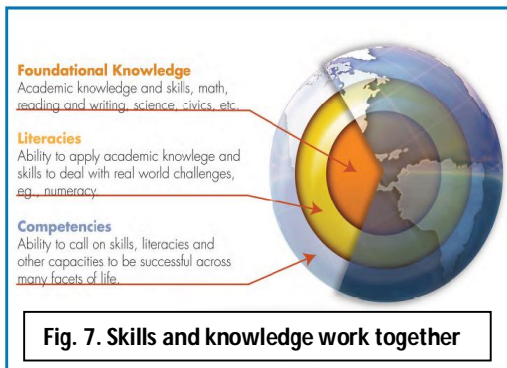 Foundational Knowledge
Academic knowledge and skills, math,
reading and writing, science, civics, etc.
Literacies
Ability to apply academic knowlege and
skills to deal with real world challenges,
eg., numeracy.
Competencies
Ability to call on skills, literacies and
other capacities to be successful across
many facets of life.
Fig. 7. Skills and knowledge work together